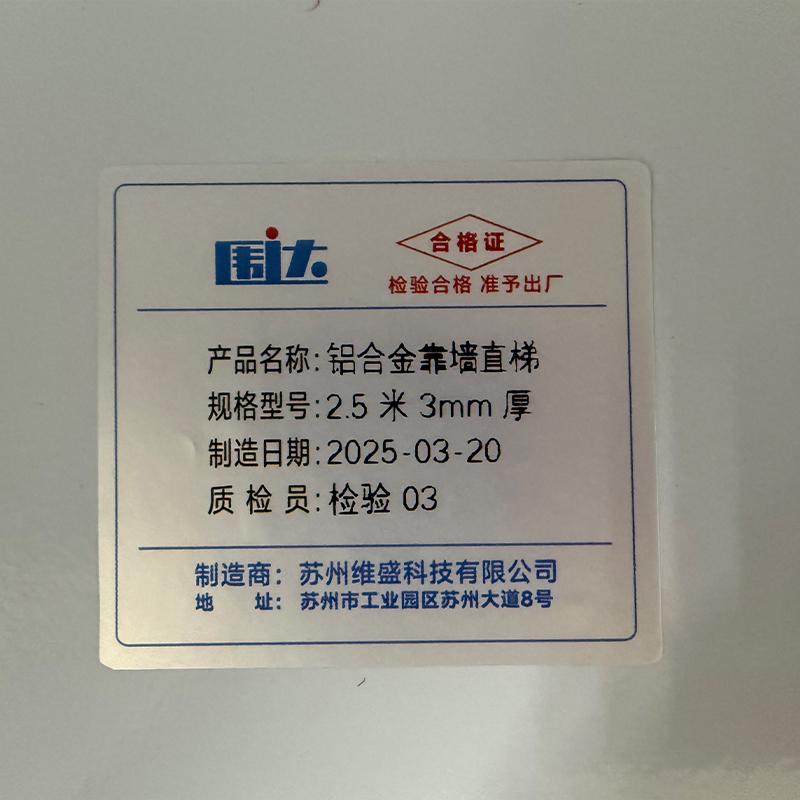 围达
合格证
检验合格 准予出厂
产品名称：铝合金靠墙直梯
规格型号：2.5 米 3mm 厚
制造日期：2025-03-20
质 检 员：检验 03
制造商：苏州维盛科技有限公司
地 址：苏州市工业园区苏州大道8号